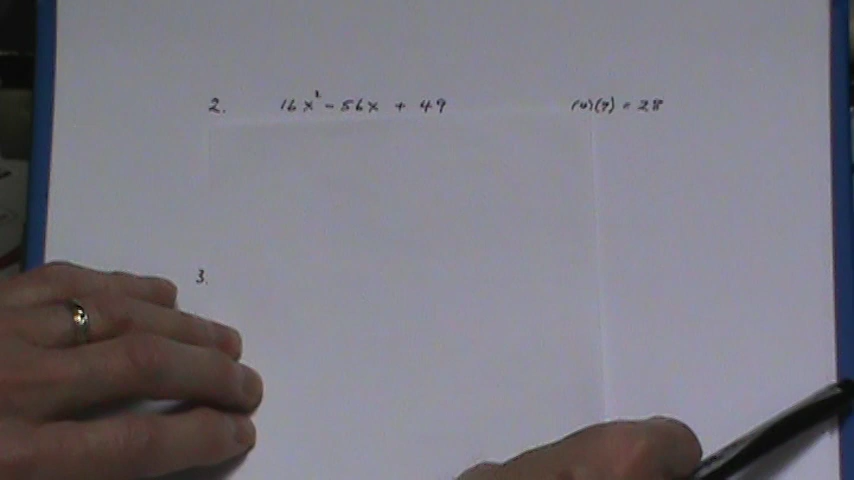 2. 16x² - 56x + 49 (4)(7) = 28
3.